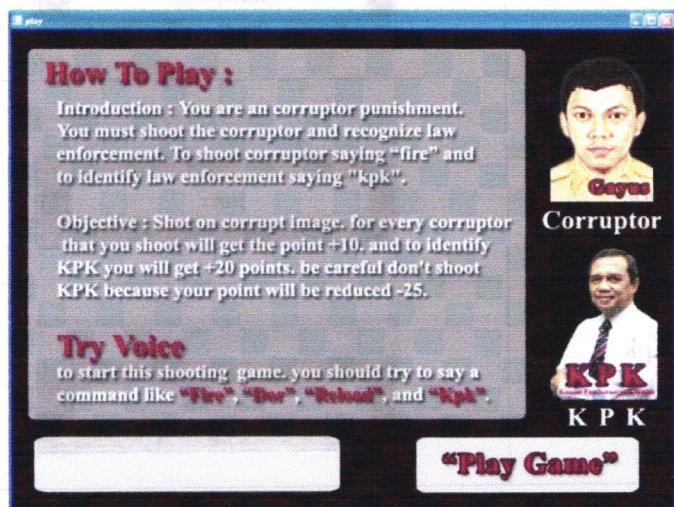 play
How To Play :
Introduction : You are an corruptor punishment.
You must shoot the corruptor and recognize law
enforcement. To shoot corruptor saying “fire” and
to identify law enforcement saying "kpk".
Objective : Shot on corrupt image. for every corruptor
that you shoot will get the point +10. and to identify
KPK you will get +20 points. be careful don't shoot
KPK because your point will be reduced -25.
Try Voice
to start this shooting game. you should try to say a
command like “Fire”, “Dor”, “Reload”, and “Kpk”.
Gayus
Corruptor
KPK
K P K
“Play Game”